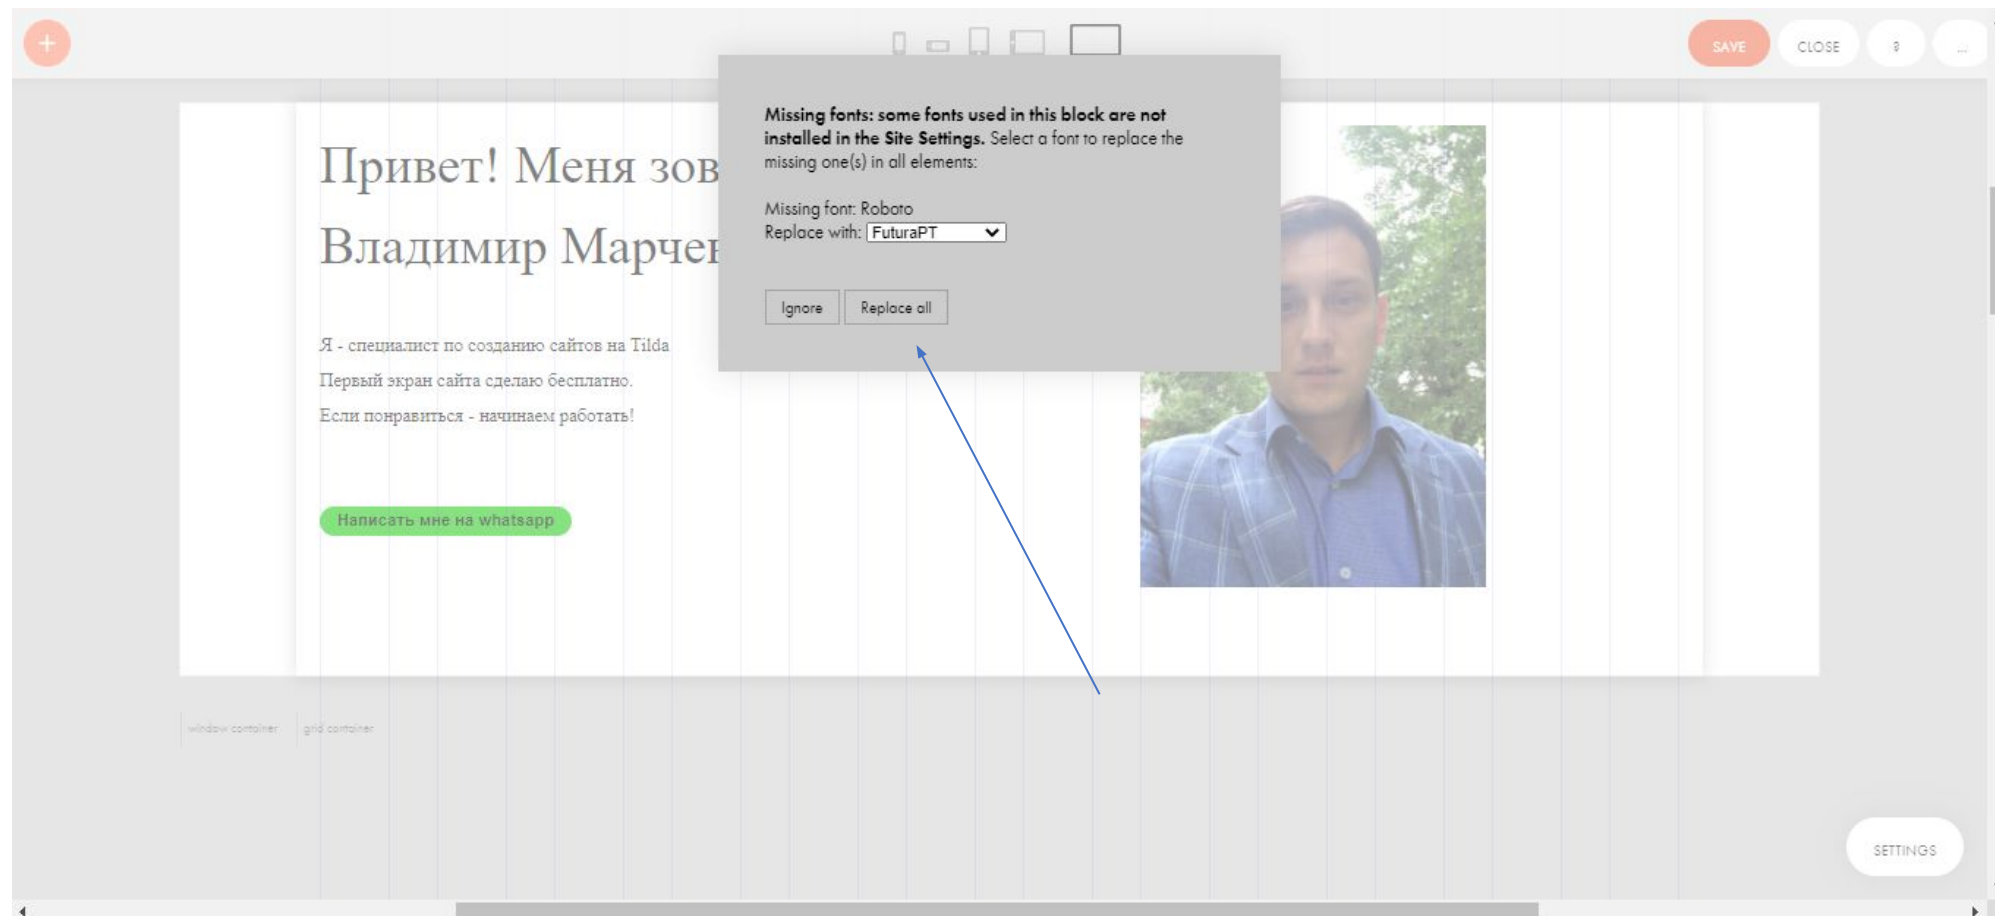 +
SAVE
CLOSE
?
...
Missing fonts: some fonts used in this block are not
installed in the Site Settings. Select a font to replace the
missing one(s) in all elements:
Missing font: Roboto
Replace with: FuturaPT
Ignore
Replace all
Привет! Меня зов
Владимир Марчен
Я - специалист по созданию сайтов на Tilda
Первый экран сайта сделаю бесплатно.
Если понравиться - начинаем работать!
Написать мне на whatsapp
window container
grid container
SETTINGS